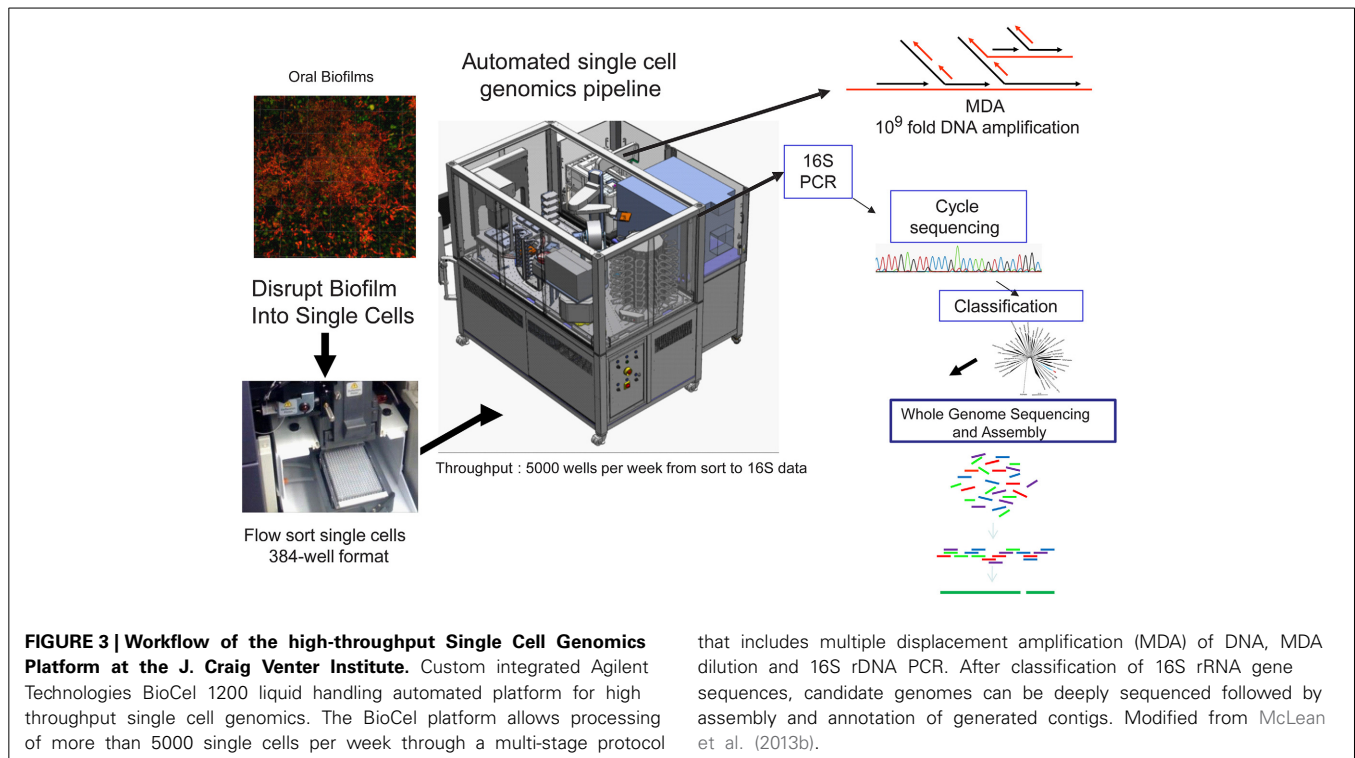 Oral Biofilms
Disrupt Biofilm
Into Single Cells
Flow sort single cells
384-well format
Automated single cell
genomics pipeline
Throughput : 5000 wells per week from sort to 16S data
MDA
10⁹ fold DNA amplification
16S
PCR
Cycle
sequencing
Classification
Whole Genome Sequencing
and Assembly
FIGURE 3 | Workflow of the high-throughput Single Cell Genomics
Platform at the J. Craig Venter Institute. Custom integrated Agilent
Technologies BioCel 1200 liquid handling automated platform for high
throughput single cell genomics. The BioCel platform allows processing
of more than 5000 single cells per week through a multi-stage protocol
that includes multiple displacement amplification (MDA) of DNA, MDA
dilution and 16S rDNA PCR. After classification of 16S rRNA gene
sequences, candidate genomes can be deeply sequenced followed by
assembly and annotation of generated contigs. Modified from McLean
et al. (2013b).